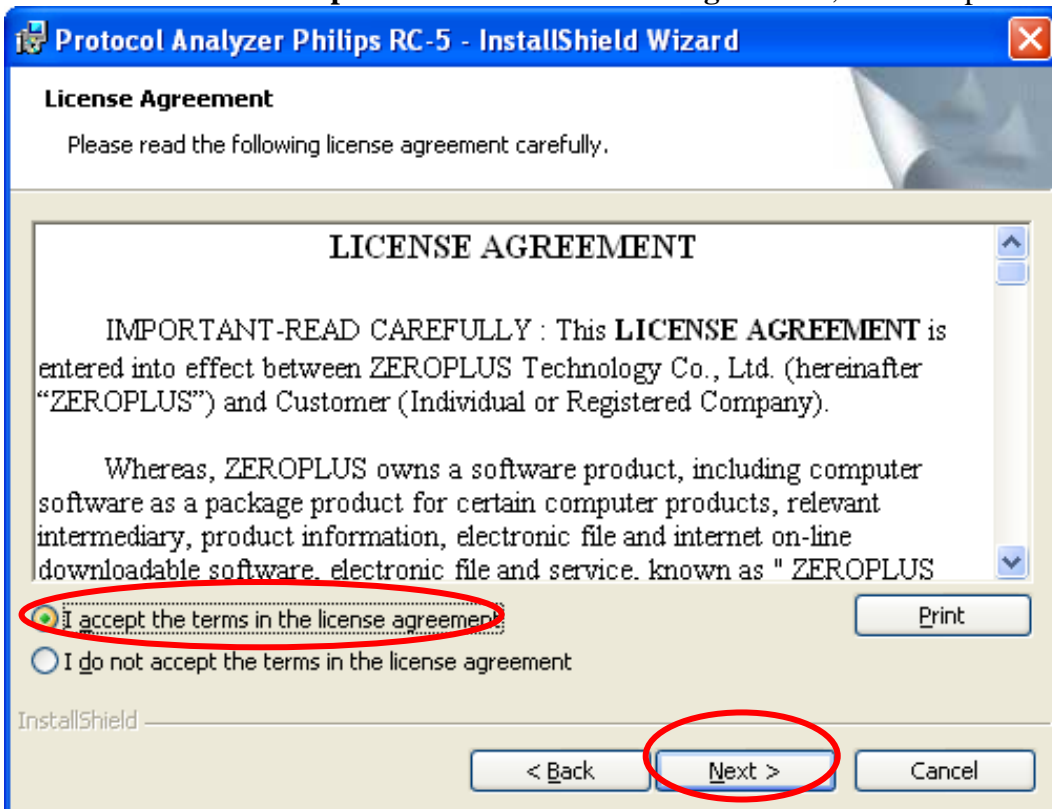 Protocol Analyzer Philips RC-5 - InstallShield Wizard
License Agreement
Please read the following license agreement carefully.
LICENSE AGREEMENT
IMPORTANT-READ CAREFULLY : This LICENSE AGREEMENT is
entered into effect between ZEROPLUS Technology Co., Ltd. (hereinafter
“ZEROPLUS”) and Customer (Individual or Registered Company).
Whereas, ZEROPLUS owns a software product, including computer
software as a package product for certain computer products, relevant
intermediary, product information, electronic file and internet on-line
downloadable software, electronic file and service, known as " ZEROPLUS
I accept the terms in the license agreement
Print
I do not accept the terms in the license agreement
InstallShield
< Back
Next >
Cancel